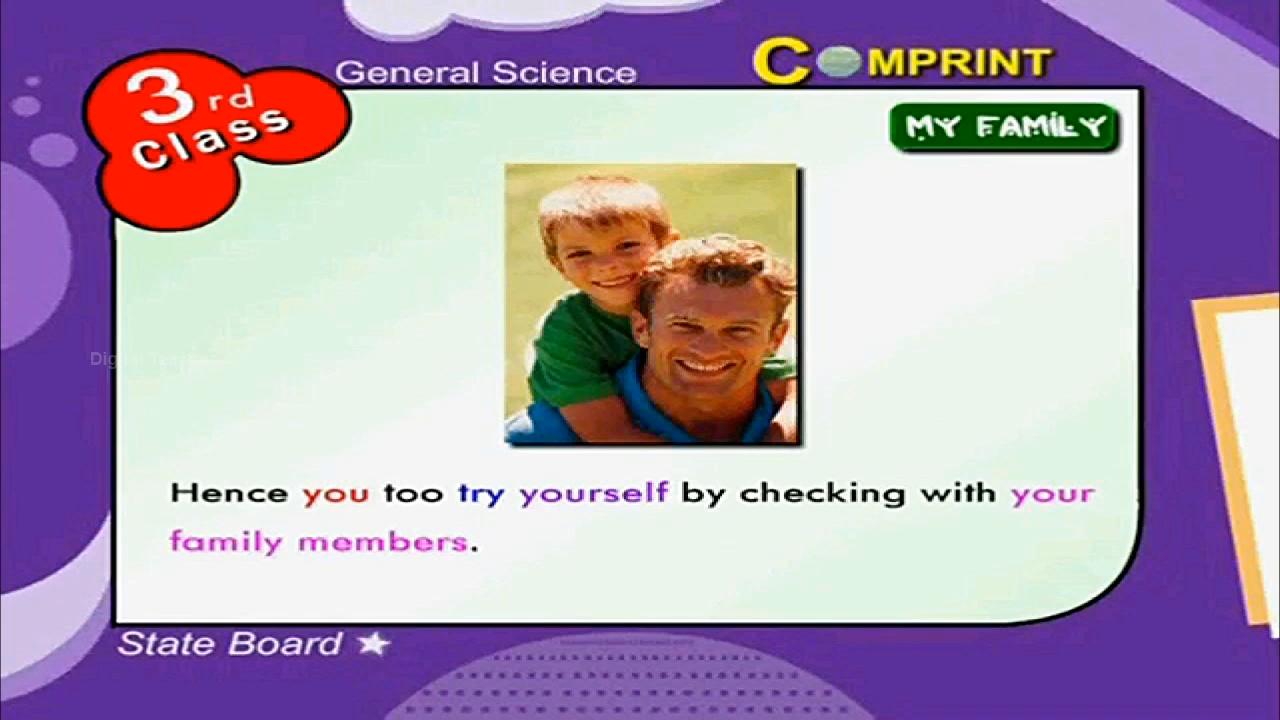 General Science
COMPRINT
3rd
Class
MY FAMILY
Hence you too try yourself by checking with your
family members.
State Board